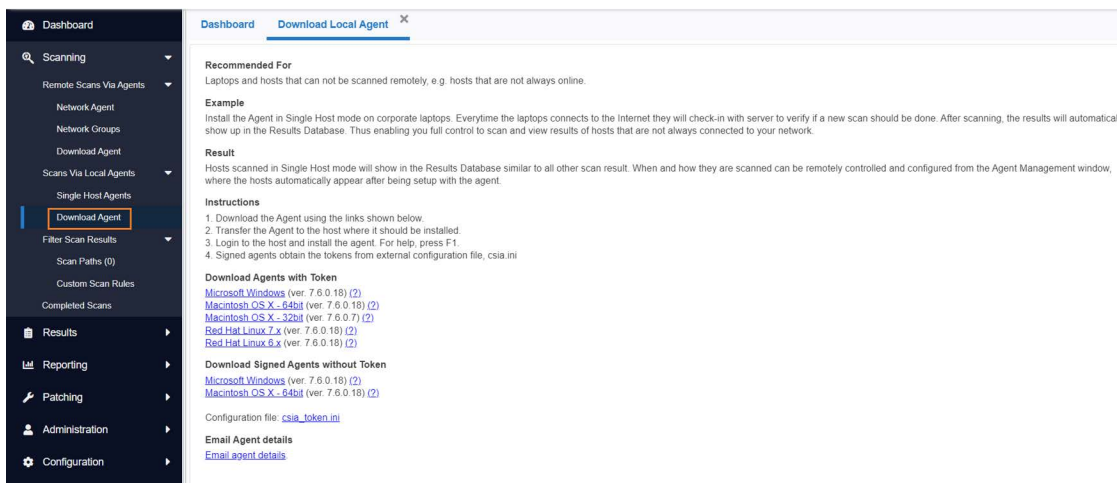 Dashboard
Scanning
Remote Scans Via Agents
Network Agent
Network Groups
Download Agent
Scans Via Local Agents
Single Host Agents
Download Agent
Filter Scan Results
Scan Paths (0)
Custom Scan Rules
Completed Scans
Results
Reporting
Patching
Administration
Configuration
Dashboard Download Local Agent
Recommended For
Laptops and hosts that can not be scanned remotely, e.g. hosts that are not always online.
Example
Install the Agent in Single Host mode on corporate laptops. Everytime the laptops connects to the Internet they will check-in with server to verify if a new scan should be done. After scanning, the results will automatical
show up in the Results Database. Thus enabling you full control to scan and view results of hosts that are not always connected to your network.
Result
Hosts scanned in Single Host mode will show in the Results Database similar to all other scan result. When and how they are scanned can be remotely controlled and configured from the Agent Management window,
where the hosts automatically appear after being setup with the agent.
Instructions
1. Download the Agent using the links shown below.
2. Transfer the Agent to the host where it should be installed.
3. Login to the host and install the agent. For help, press F1.
4. Signed agents obtain the tokens from external configuration file, csia.ini
Download Agents with Token
Microsoft Windows (ver. 7.6.0.18) (?)
Macintosh OS X - 64bit (ver. 7.6.0.18) (?)
Macintosh OS X - 32bit (ver. 7.6.0.7) (?)
Red Hat Linux 7.x (ver. 7.6.0.18) (?)
Red Hat Linux 6.x (ver. 7.6.0.18) (?)
Download Signed Agents without Token
Microsoft Windows (ver. 7.6.0.18) (?)
Macintosh OS X - 64bit (ver. 7.6.0.18) (?)
Configuration file: csia_token.ini
Email Agent details
Email agent details